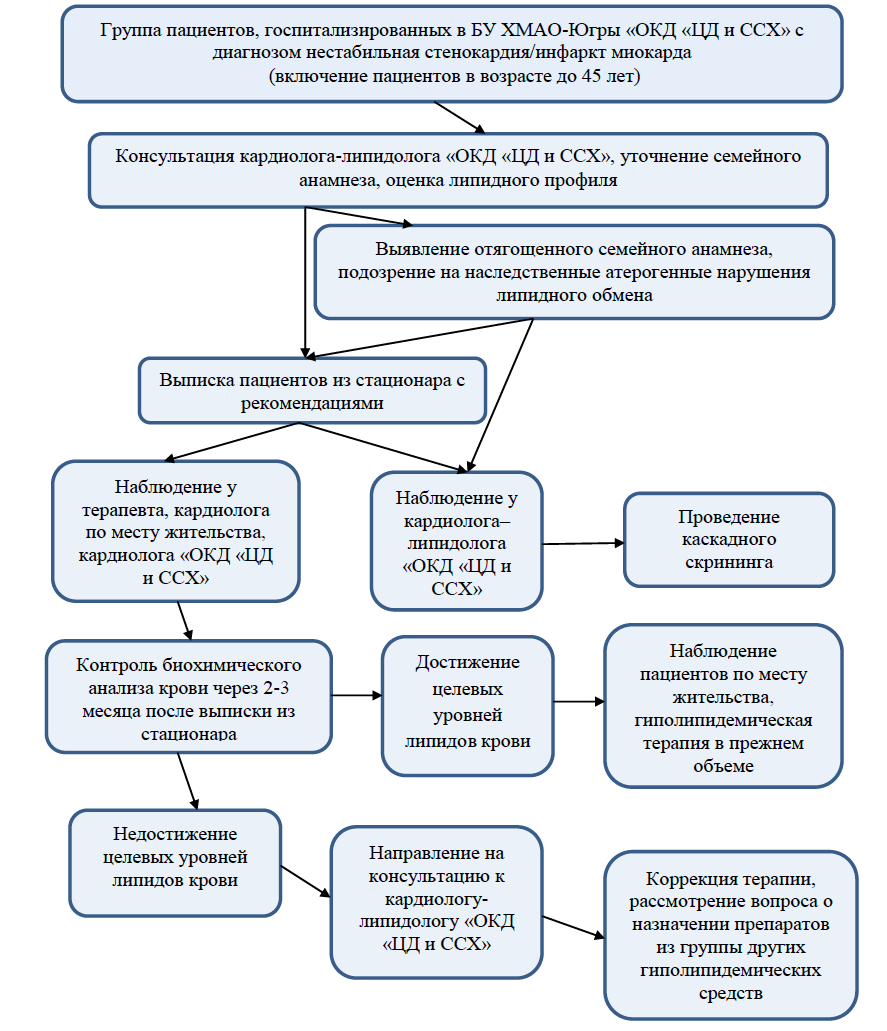 Группа пациентов, госпитализированных в БУ ХМАО-Югры «ОКД «ЦД и ССХ» с
диагнозом нестабильная стенокардия/инфаркт миокарда
(включение пациентов в возрасте до 45 лет)
Консультация кардиолога-липидолога «ОКД «ЦД и ССХ», уточнение семейного
анамнеза, оценка липидного профиля
Выявление отягощенного семейного анамнеза,
подозрение на наследственные атерогенные нарушения
липидного обмена
Выписка пациентов из стационара с
рекомендациями
Наблюдение у
терапевта, кардиолога
по месту жительства,
кардиолога «ОКД «ЦД
и ССХ»
Наблюдение у
кардиолога–
липидолога
«ОКД «ЦД и
ССХ»
Проведение
каскадного
скрининга
Контроль биохимического
анализа крови через 2-3
месяца после выписки из
стационара
Достижение
целевых
уровней
липидов крови
Наблюдение
пациентов по месту
жительства,
гиполипидемическая
терапия в прежнем
объеме
Недостижение
целевых уровней
липидов крови
Направление на
консультацию к
кардиологу-
липидологу «ОКД
«ЦД и ССХ»
Коррекция терапии,
рассмотрение вопроса о
назначении препаратов
из группы других
гиполипидемических
средств